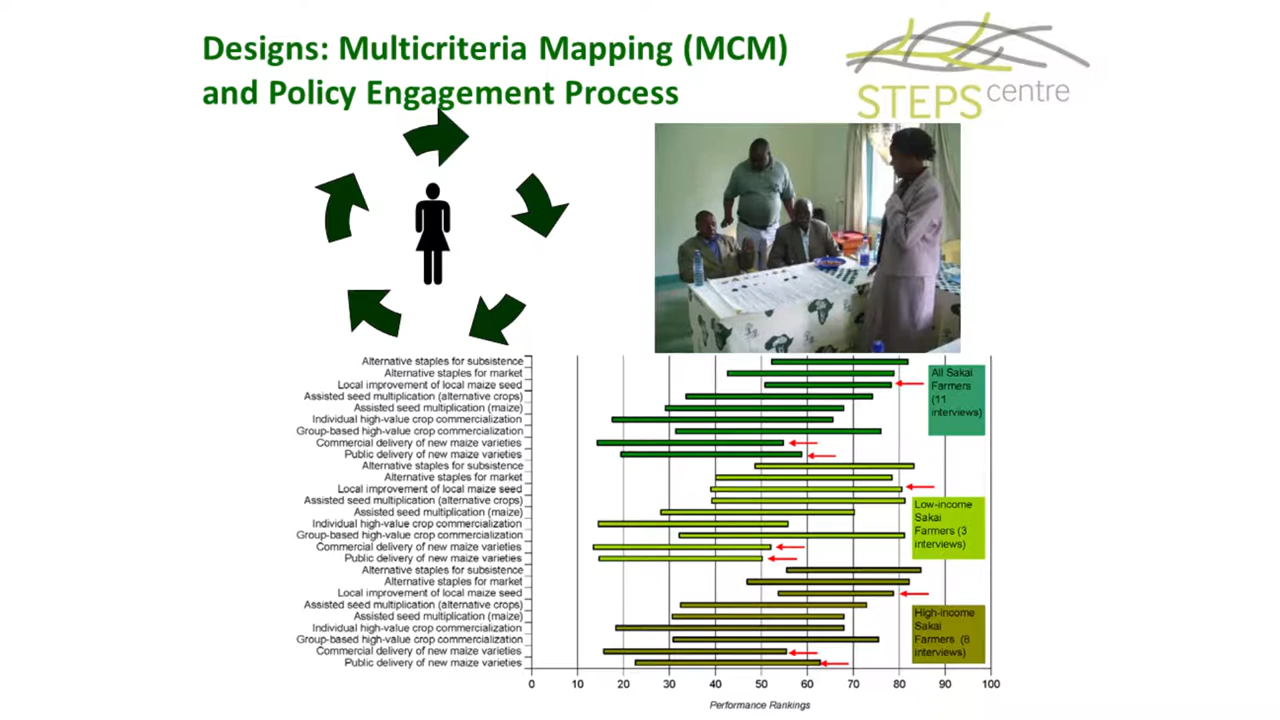 Designs: Multicriteria Mapping (MCM)
and Policy Engagement Process
STEPS centre
Alternative staples for subsistence
Alternative staples for market
Local improvement of local maize seed
Assisted seed multiplication (alternative crops)
Assisted seed multiplication (maize)
Individual high-value crop commercialization
Group-based high-value crop commercialization
Commercial delivery of new maize varieties
Public delivery of new maize varieties
All Sakai
Farmers
(11
interviews)
Alternative staples for subsistence
Alternative staples for market
Local improvement of local maize seed
Assisted seed multiplication (alternative crops)
Assisted seed multiplication (maize)
Individual high-value crop commercialization
Group-based high-value crop commercialization
Commercial delivery of new maize varieties
Public delivery of new maize varieties
Low-income
Sakai
Farmers (3
interviews)
Alternative staples for subsistence
Alternative staples for market
Local improvement of local maize seed
Assisted seed multiplication (alternative crops)
Assisted seed multiplication (maize)
Individual high-value crop commercialization
Group-based high-value crop commercialization
Commercial delivery of new maize varieties
Public delivery of new maize varieties
High-income
Sakai
Farmers (8
interviews)
0 10 20 30 40 50 60 70 80 90 100
Performance Rankings